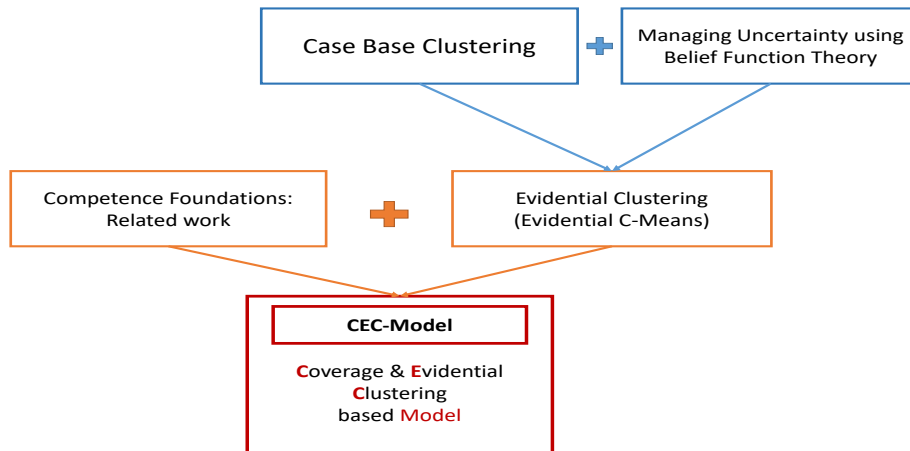 Case Base Clustering
Managing Uncertainty using
Belief Function Theory
Competence Foundations:
Related work
Evidential Clustering
(Evidential C-Means)
CEC-Model
Coverage & Evidential
Clustering
based Model